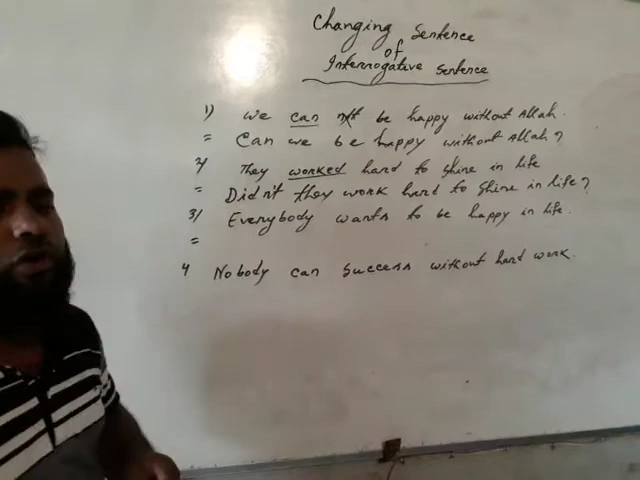 Changing Sentence
of
Interrogative Sentence
1) We can not be happy without Allah.
= Can we be happy without Allah?
2) They worked hard to shine in life
= Didn't they work hard to shine in life?
3) Everybody wants to be happy in life.
=
4 Nobody can success without hard work.